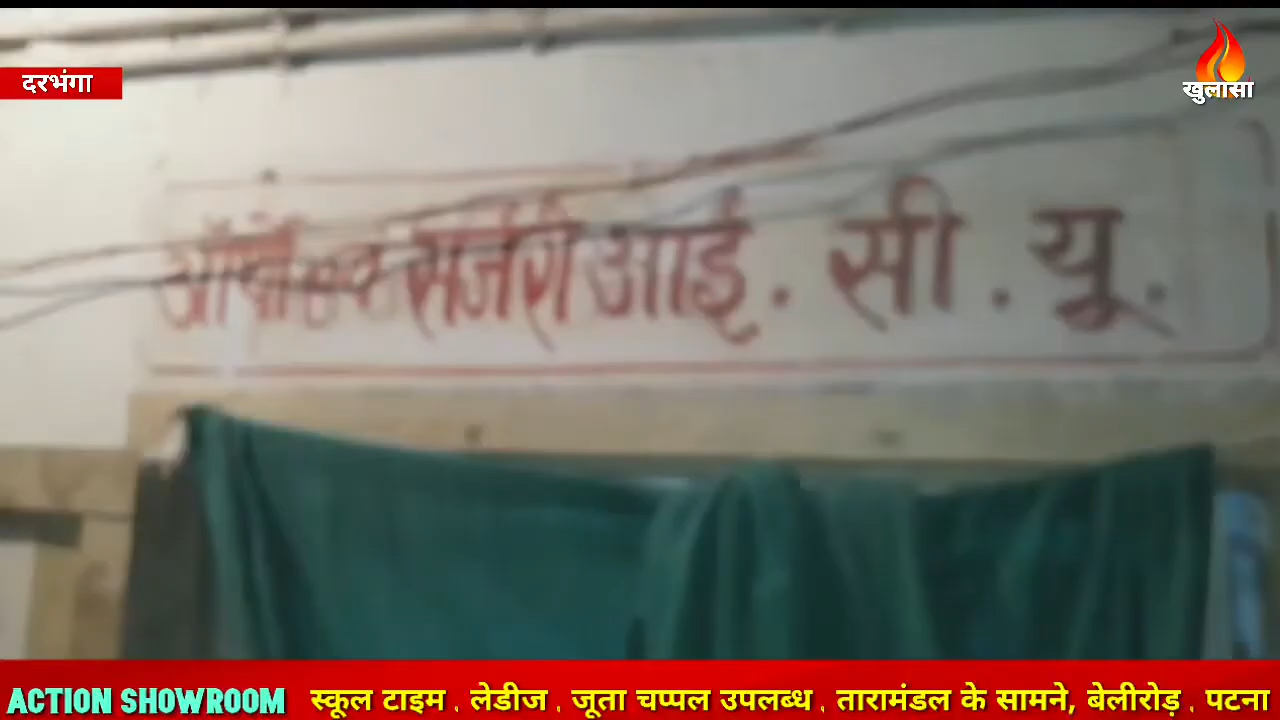 दरभंगा
खुलासा
सर्जरी आई. सी. यू.
ACTION SHOWROOM स्कूल टाइम , लेडीज , जूता चप्पल उपलब्ध , तारामंडल के सामने, बेलीरोड़ , पटना